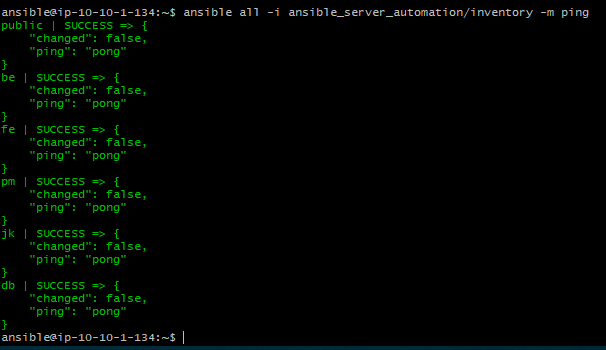 ansible@ip-10-10-1-134:~$ ansible all -i ansible_server_automation/inventory -m ping
public | SUCCESS => {
    "changed": false,
    "ping": "pong"
}
be | SUCCESS => {
    "changed": false,
    "ping": "pong"
}
fe | SUCCESS => {
    "changed": false,
    "ping": "pong"
}
pm | SUCCESS => {
    "changed": false,
    "ping": "pong"
}
jk | SUCCESS => {
    "changed": false,
    "ping": "pong"
}
db | SUCCESS => {
    "changed": false,
    "ping": "pong"
}
ansible@ip-10-10-1-134:~$